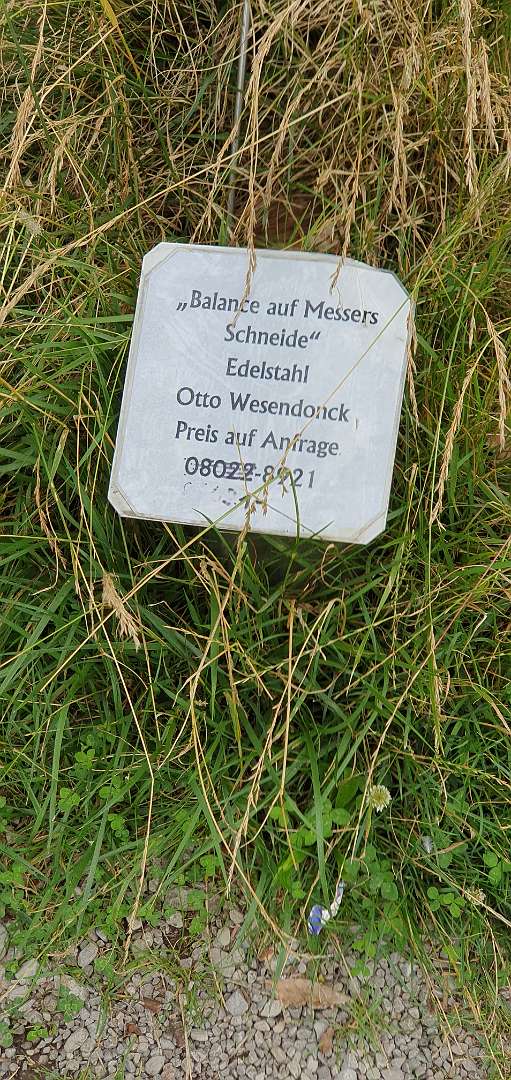 „Balance auf Messers
Schneide“
Edelstahl
Otto Wesendonck
Preis auf Anfrage